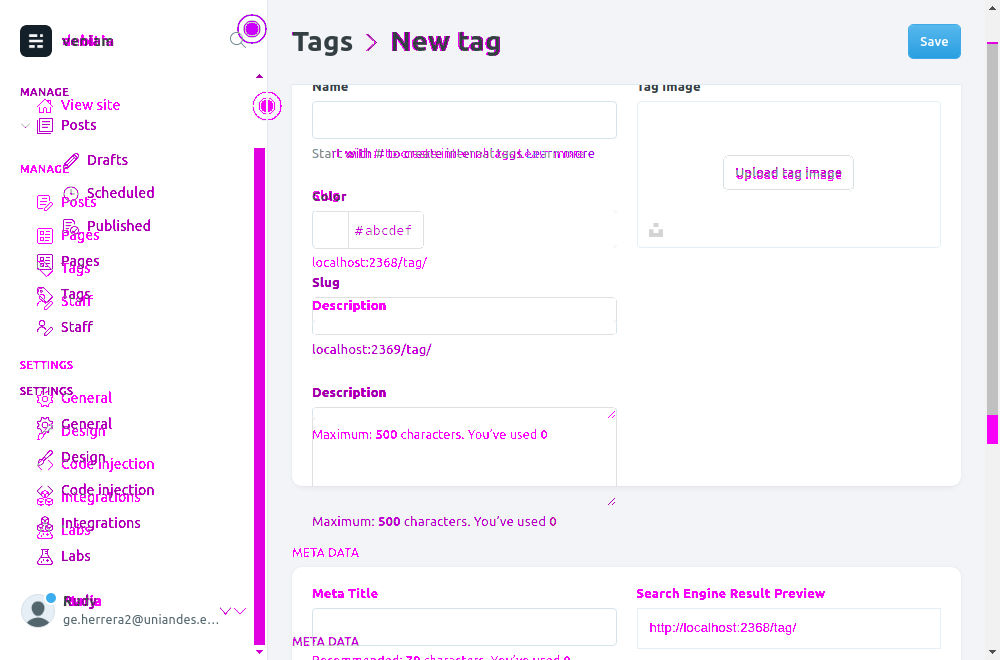 Tags > New tag
Save
MANAGE
View site
Posts
Drafts
MANAGE
Scheduled
Posts
Published
Pages
Pages
Tags
Tags
Staff
Staff
SETTINGS
SETTINGS
General
General
Design
Design
Code injection
Code injection
Integrations
Integrations
Labs
Labs
Rudy
ge.herrera2@uniandes.e...
Name
Start with # to create internal tags Learn more
Color
#abcdef
localhost:2368/tag/
Slug
Description
localhost:2369/tag/
Description
Maximum: 500 characters. You've used 0
Maximum: 500 characters. You've used 0
Tag image
Upload tag image
META DATA
Meta Title
Search Engine Result Preview
http://localhost:2368/tag/
META DATA
Recommended: 70 characters. You've used 0